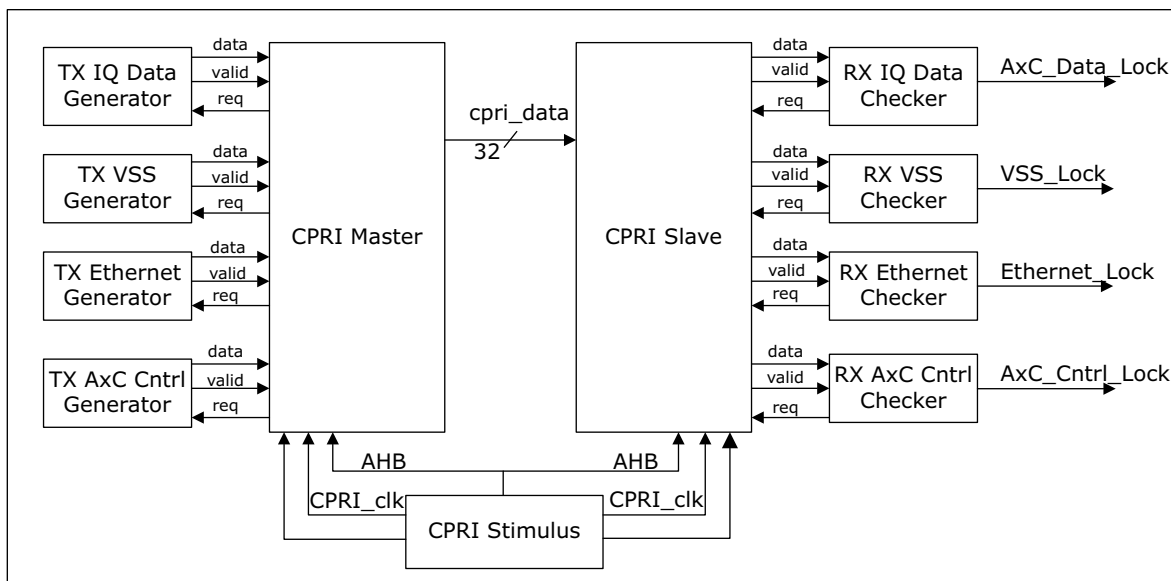 data
TX IQ Data
Generator
valid
req
data
TX VSS
Generator
valid
req
data
TX Ethernet
Generator
valid
req
data
TX AxC Cntrl
Generator
valid
req
CPRI Master
cpri_data
32
CPRI Slave
data
valid
req
RX IQ Data
Checker
AxC_Data_Lock
data
valid
req
RX VSS
Checker
VSS_Lock
data
valid
req
RX Ethernet
Checker
Ethernet_Lock
data
valid
req
RX AxC Cntrl
Checker
AxC_Cntrl_Lock
AHB
AHB
CPRI_clk
CPRI_clk
CPRI Stimulus